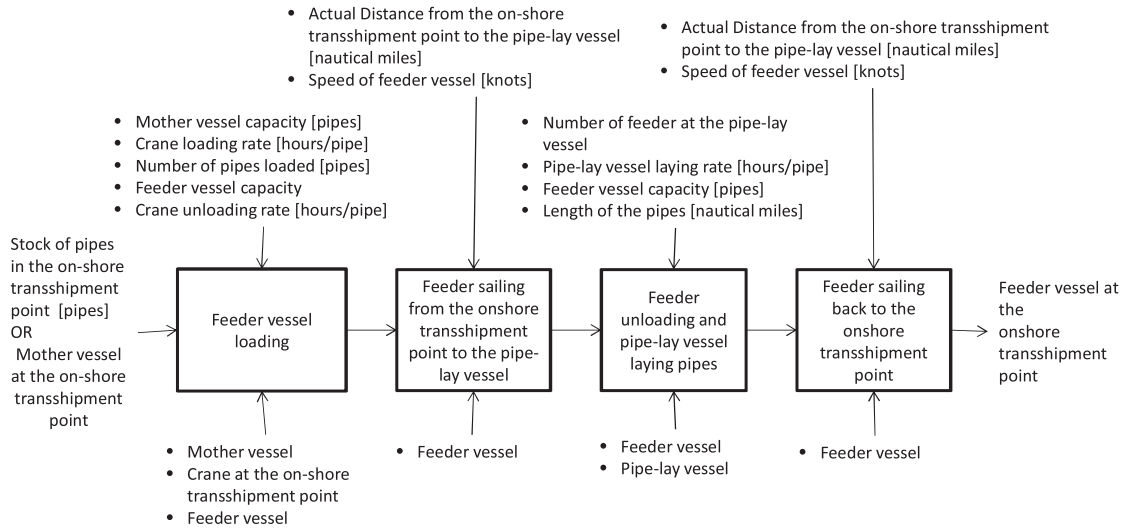 • Actual Distance from the on-shore
transshipment point to the pipe-lay vessel
[nautical miles]
• Speed of feeder vessel [knots]
• Actual Distance from the on-shore transshipment
point to the pipe-lay vessel [nautical miles]
• Speed of feeder vessel [knots]
• Mother vessel capacity [pipes]
• Crane loading rate [hours/pipe]
• Number of pipes loaded [pipes]
• Feeder vessel capacity
• Crane unloading rate [hours/pipe]
• Number of feeder at the pipe-lay
vessel
• Pipe-lay vessel laying rate [hours/pipe]
• Feeder vessel capacity [pipes]
• Length of the pipes [nautical miles]
Stock of pipes
in the on-shore
transshipment
point [pipes]
OR
Mother vessel
at the on-shore
transshipment
point
Feeder vessel
loading
Feeder sailing
from the onshore
transshipment
point to the pipe-
lay vessel
Feeder
unloading and
pipe-lay vessel
laying pipes
Feeder sailing
back to the
onshore
transshipment
point
Feeder vessel at
the
onshore
transshipment
point
• Mother vessel
• Crane at the on-shore
transshipment point
• Feeder vessel
• Feeder vessel
• Feeder vessel
• Pipe-lay vessel
• Feeder vessel